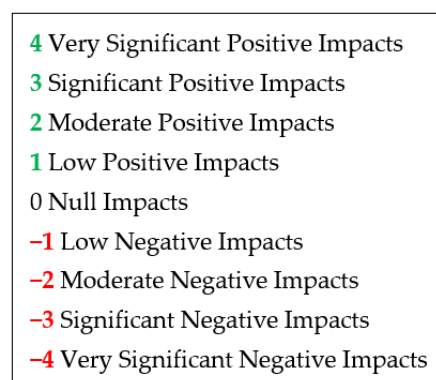 4 Very Significant Positive Impacts
3 Significant Positive Impacts
2 Moderate Positive Impacts
1 Low Positive Impacts
0 Null Impacts
–1 Low Negative Impacts
–2 Moderate Negative Impacts
–3 Significant Negative Impacts
–4 Very Significant Negative Impacts